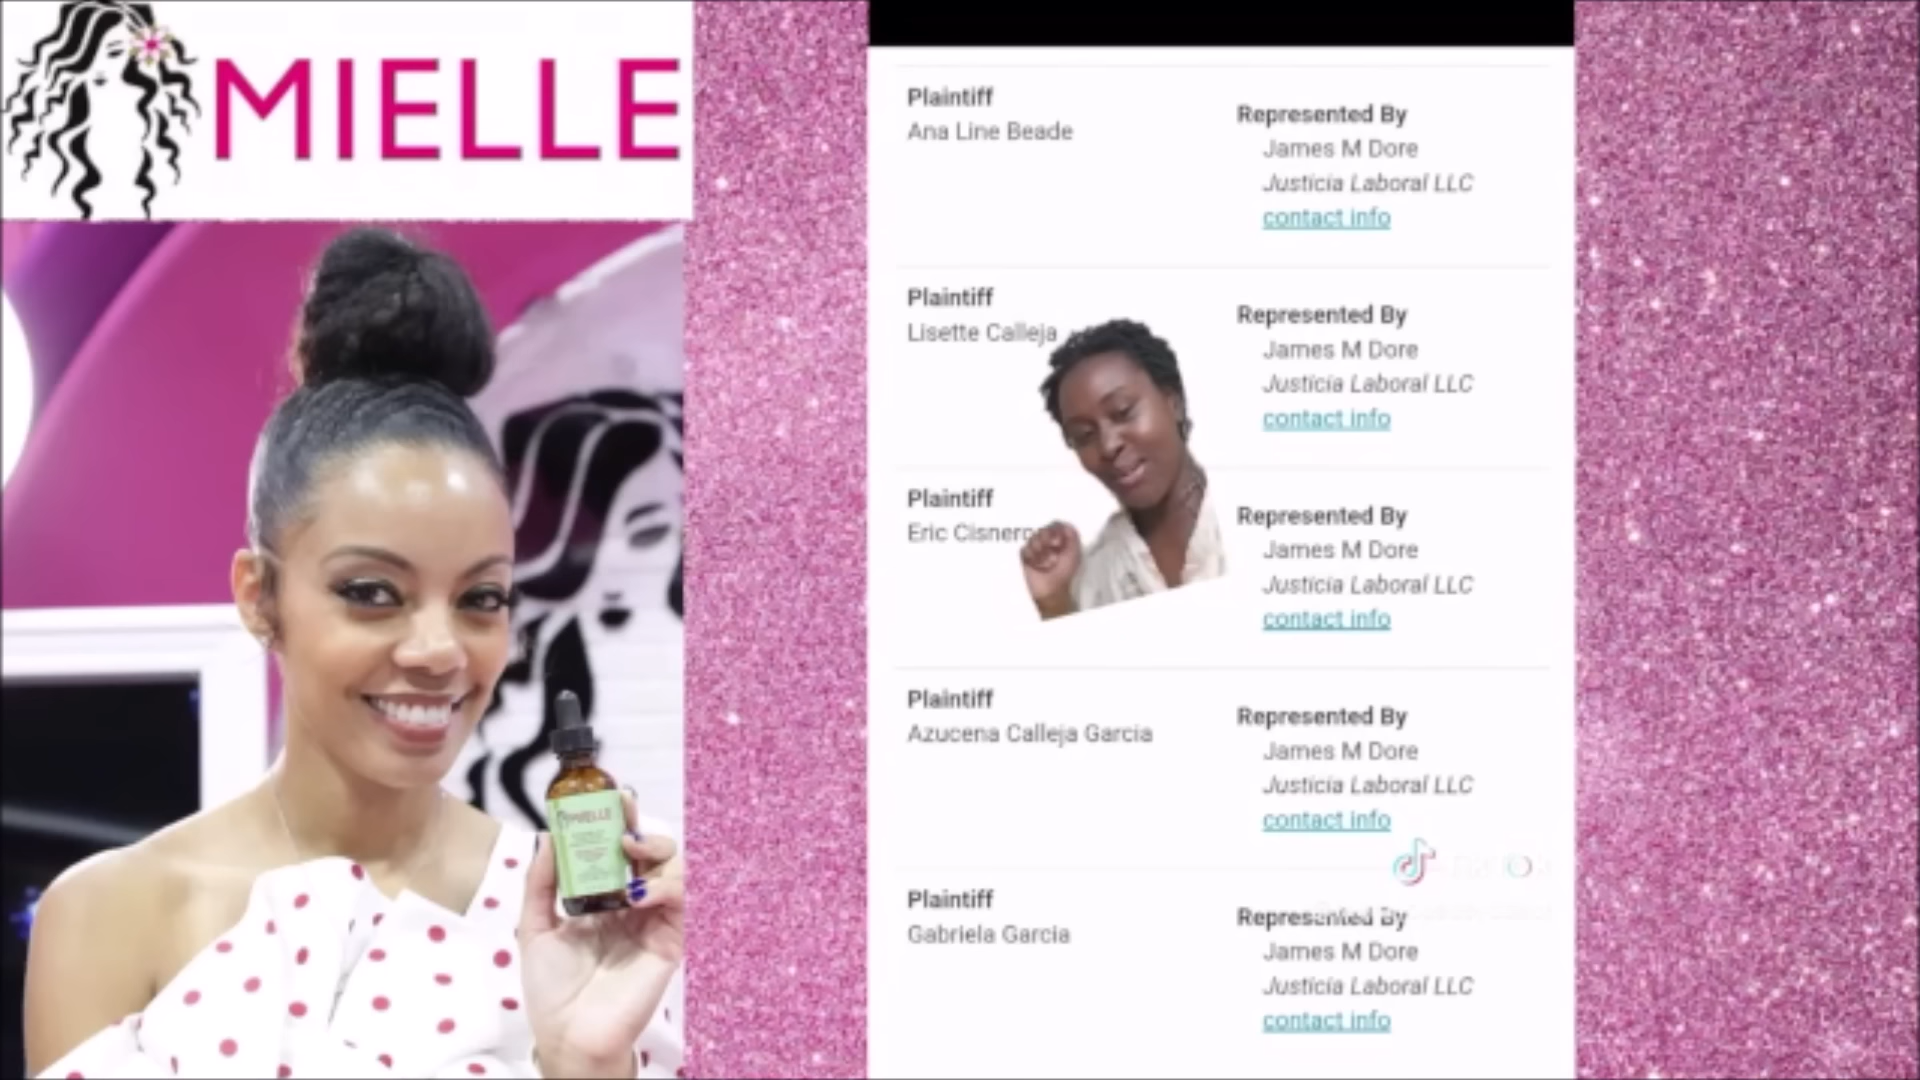 MIELLE
MIELLE
Plaintiff
Ana Line Beade
Represented By
James M Dore
Justicia Laboral LLC
contact info
Plaintiff
Lisette Calleja
Represented By
James M Dore
Justicia Laboral LLC
contact info
Plaintiff
Eric
Represented By
James M Dore
Justicia Laboral LLC
contact info
Plaintiff
Azucena Calleja Garcia
Represented By
James M Dore
Justicia Laboral LLC
contact info
Plaintiff
Gabriela Garcia
Represented By
James M Dore
Justicia Laboral LLC
contact info